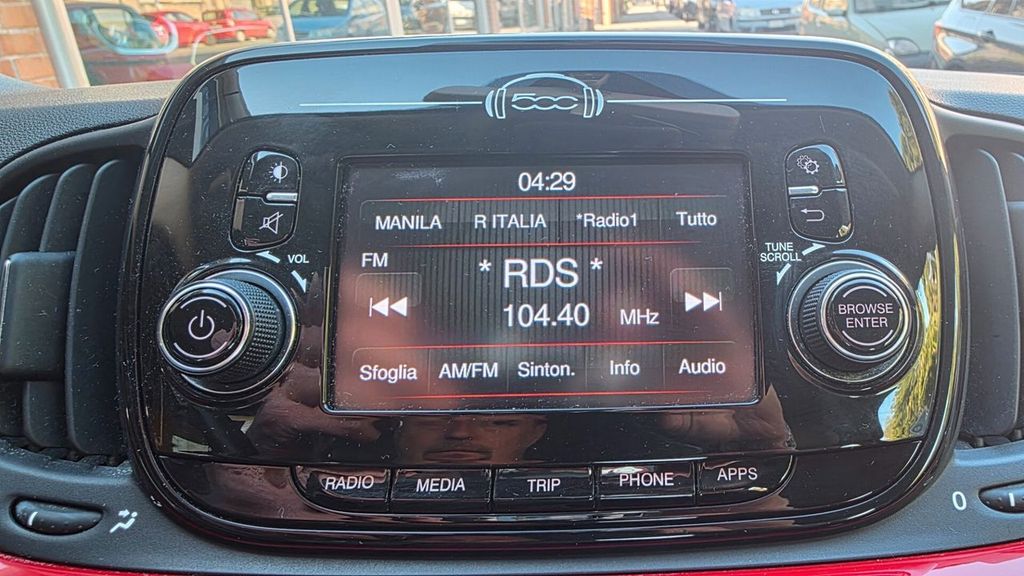 500
04:29
MANILA R ITALIA *Radio1 Tutto
VOL
TUNE
SCROLL
FM
* RDS *
104.40 MHz
BROWSE
ENTER
Sfoglia AM/FM Sinton. Info Audio
RADIO MEDIA TRIP PHONE APPS
0